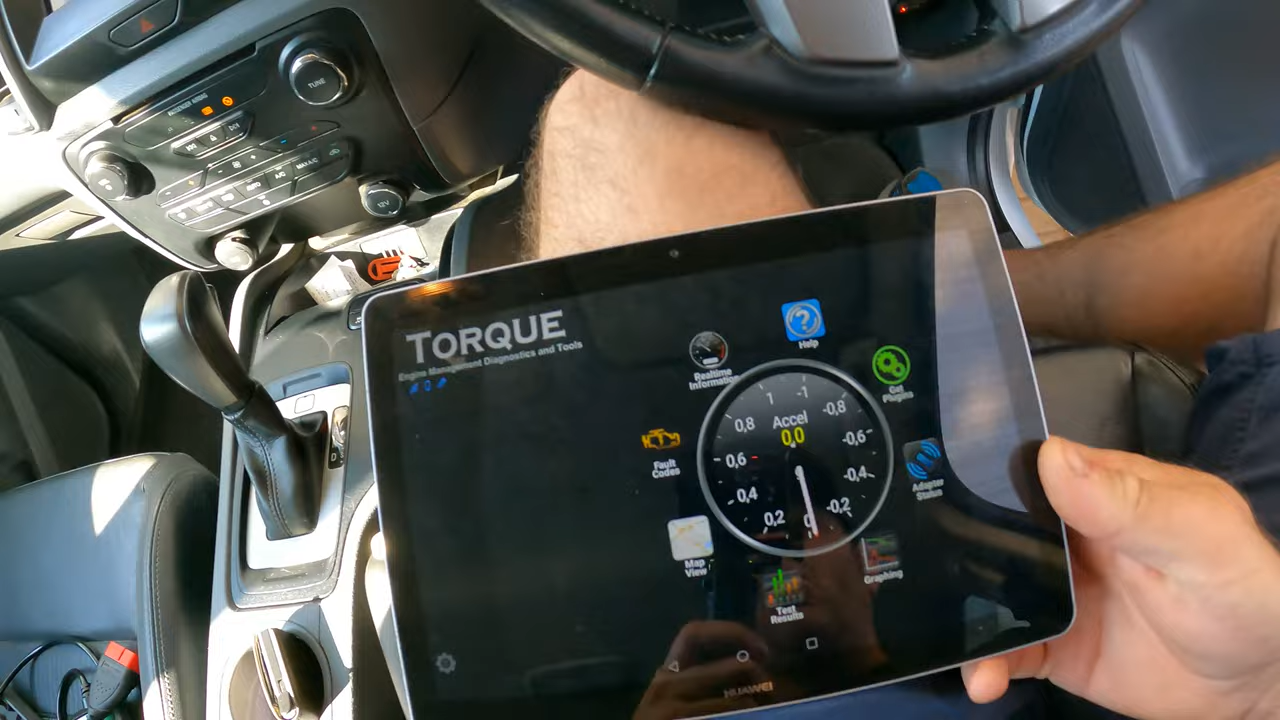 TUNE
12V
A/C
MAX A/C
TORQUE
Engine Management Diagnostics and Tools
Realtime
Information
Help
Get
Plugins
Adapter
Status
Graphing
Test
Results
Map
View
Fault
Codes
Accel
0,0
1
-1
0,8
-0,8
0,6
-0,6
0,4
-0,4
0,2
0
-0,2
HUAWEI
D